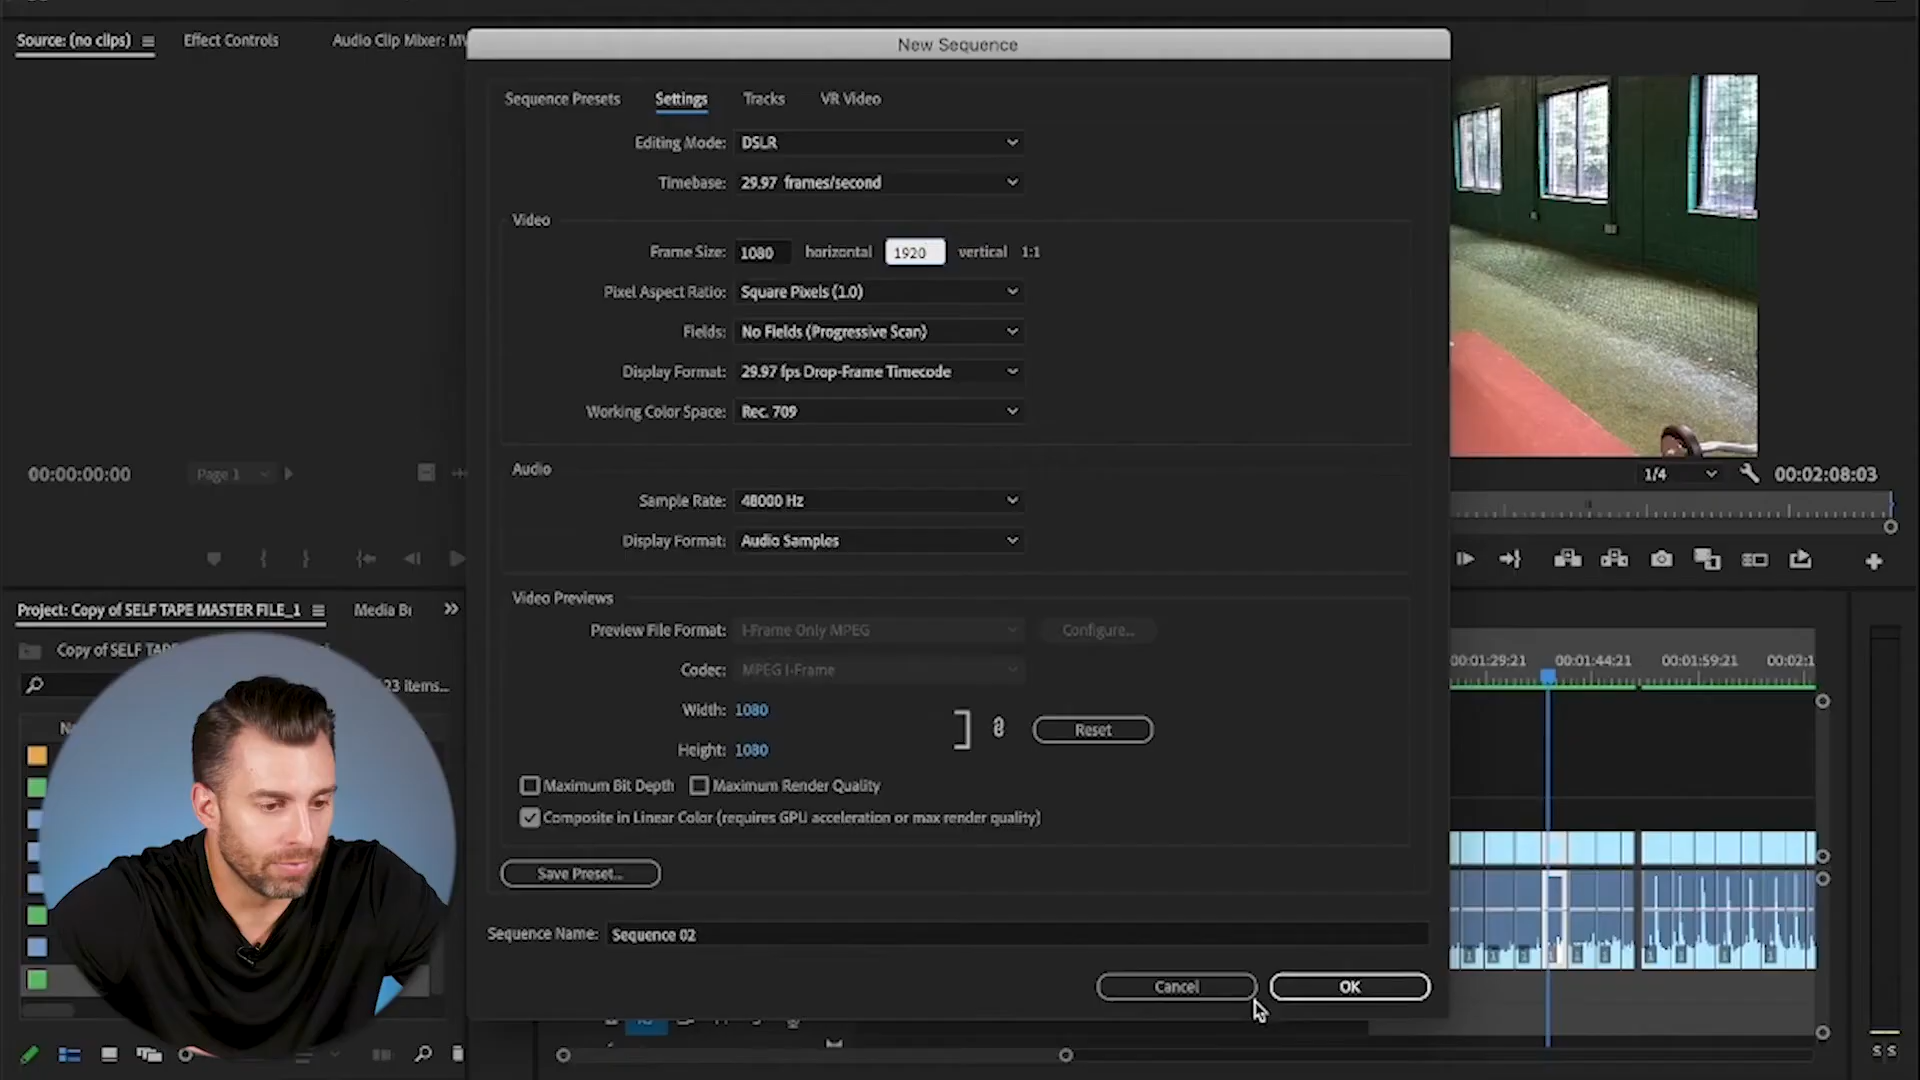 Source: (no clips)
Effect Controls
Audio Clip Mixer:
New Sequence
Sequence Presets
Settings
Tracks
VR Video
Editing Mode: DSLR
Timebase: 29.97 frames/second
Video
Frame Size: 1080 horizontal 1920 vertical 1:1
Pixel Aspect Ratio: Square Pixels (1.0)
Fields: No Fields (Progressive Scan)
Display Format: 29.97 fps Drop-Frame Timecode
Working Color Space: Rec. 709
00:00:00:00
Page 1
1/4
00:02:08:03
Audio
Sample Rate: 48000 Hz
Display Format: Audio Samples
Video Previews
Preview File Format: I-Frame Only MPEG
Configure...
Codec: MPEG I-Frame
Width: 1080
Height: 1080
Reset
Maximum Bit Depth
Maximum Render Quality
Composite in Linear Color (requires GPU acceleration or max render quality)
Save Preset...
Sequence Name: Sequence 02
Cancel
OK
Project: Copy of SELF TAPE MASTER FILE_1
Media Br
Copy of SELF
23 items...
00:01:29:21
00:01:44:21
00:01:59:21
00:02:1
S S